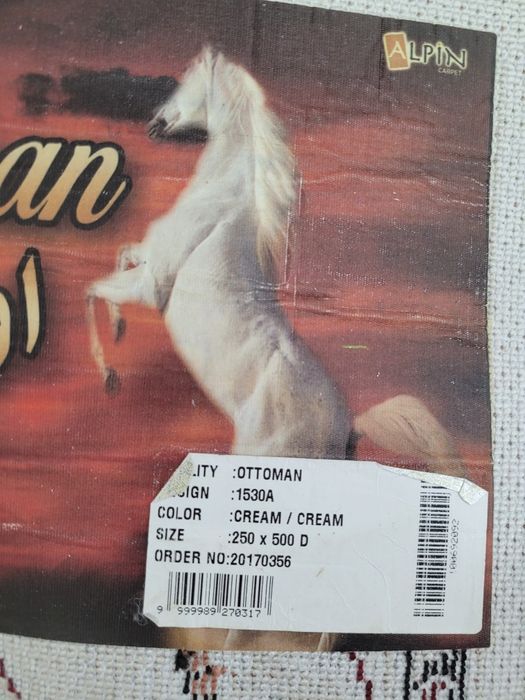 ALPIN
CARPET
an
LITY :OTTOMAN
SIGN :1530A
COLOR :CREAM / CREAM
SIZE :250 x 500 D
ORDER NO:20170356
9 999989 270317